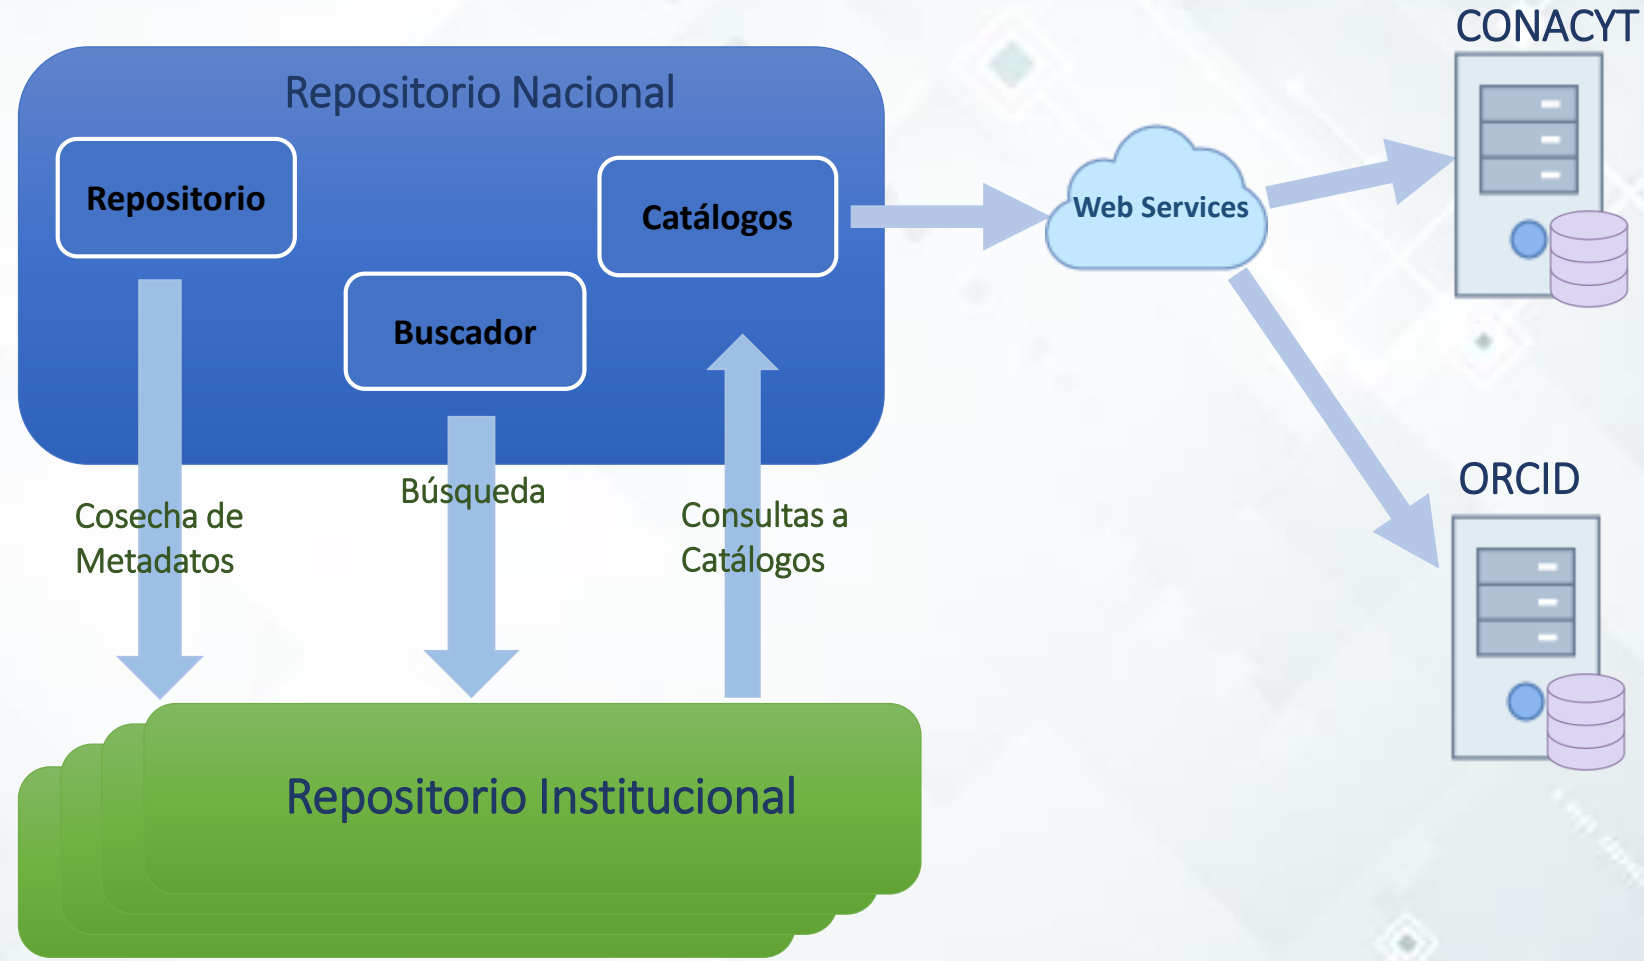 CONACYT
Repositorio Nacional
Repositorio
Catálogos
Web Services
Buscador
Búsqueda
Cosecha de
Metadatos
Consultas a
Catálogos
ORCID
Repositorio Institucional